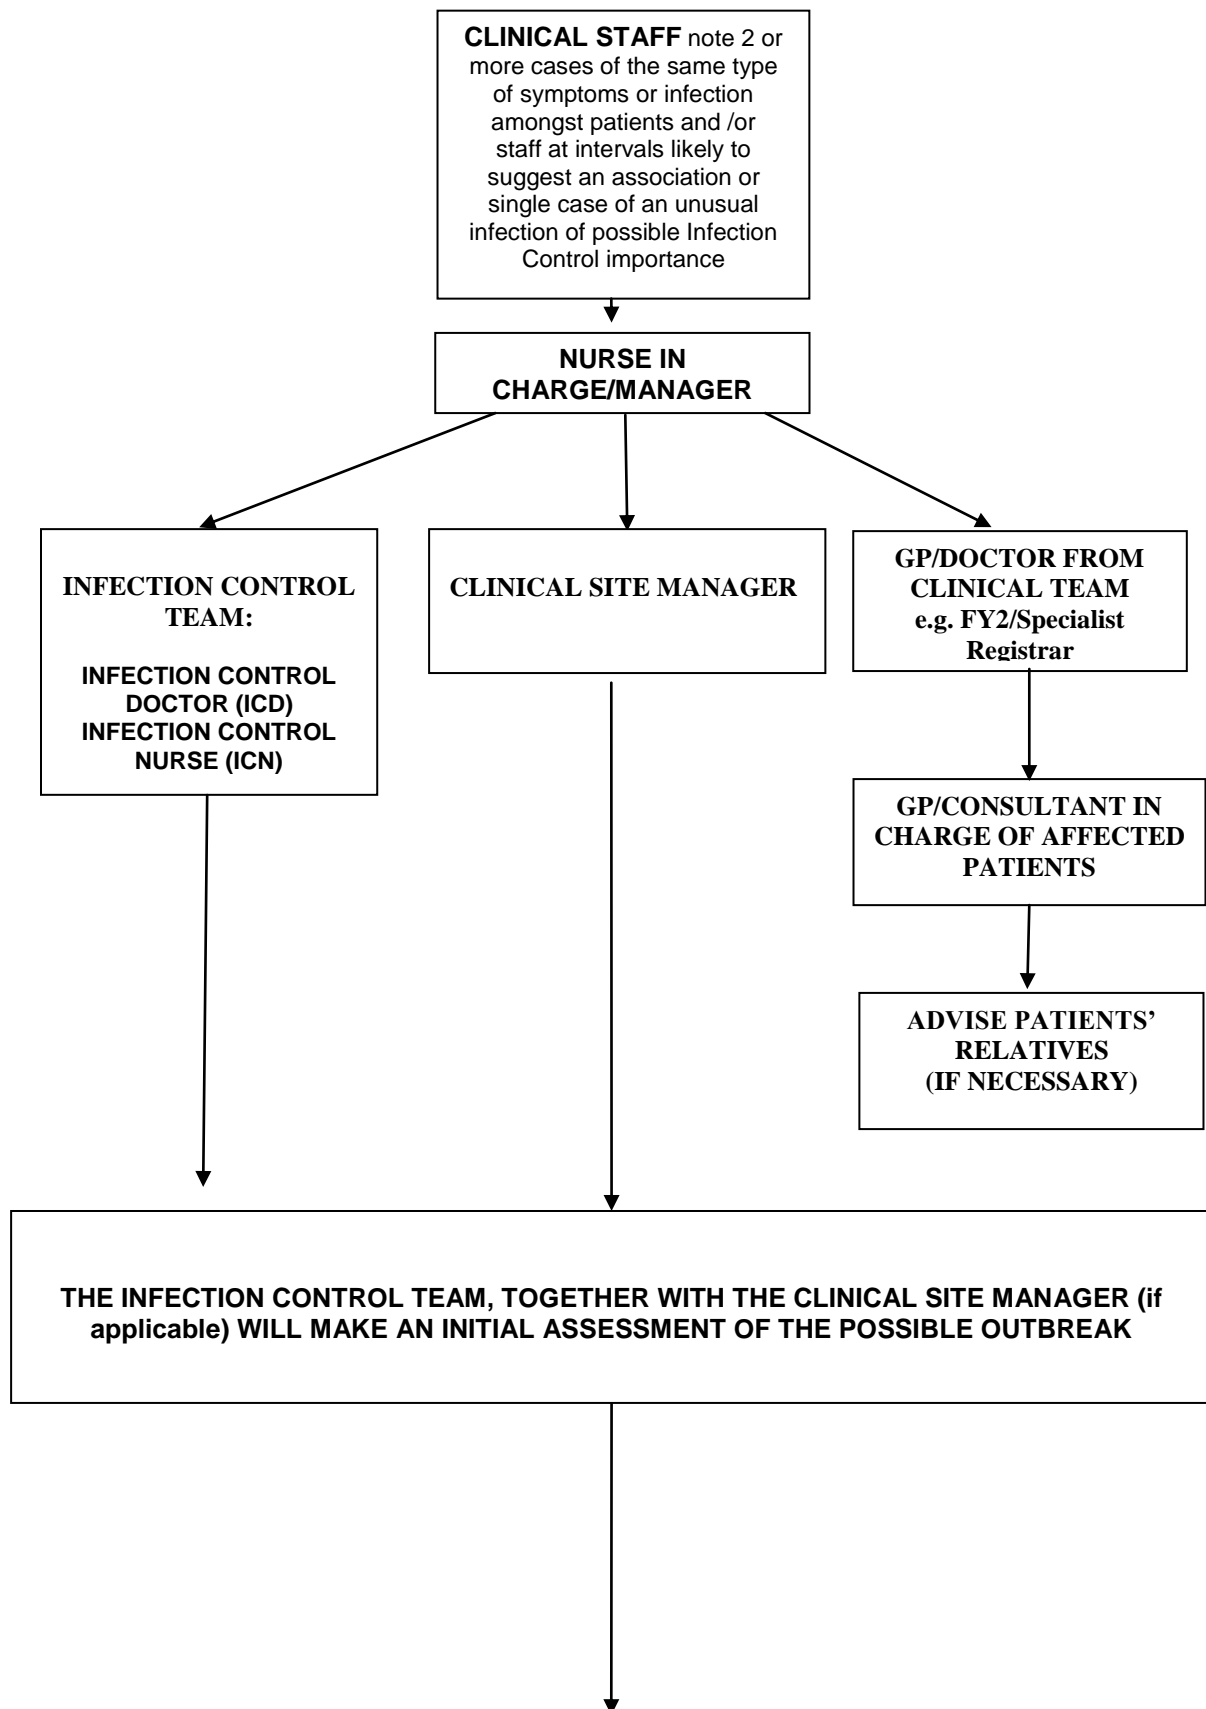 CLINICAL STAFF note 2 or
more cases of the same type
of symptoms or infection
amongst patients and /or
staff at intervals likely to
suggest an association or
single case of an unusual
infection of possible Infection
Control importance
NURSE IN
CHARGE/MANAGER
INFECTION CONTROL
TEAM:
INFECTION CONTROL
DOCTOR (ICD)
INFECTION CONTROL
NURSE (ICN)
CLINICAL SITE MANAGER
GP/DOCTOR FROM
CLINICAL TEAM
e.g. FY2/Specialist
Registrar
GP/CONSULTANT IN
CHARGE OF AFFECTED
PATIENTS
ADVISE PATIENTS’
RELATIVES
(IF NECESSARY)
THE INFECTION CONTROL TEAM, TOGETHER WITH THE CLINICAL SITE MANAGER (if
applicable) WILL MAKE AN INITIAL ASSESSMENT OF THE POSSIBLE OUTBREAK